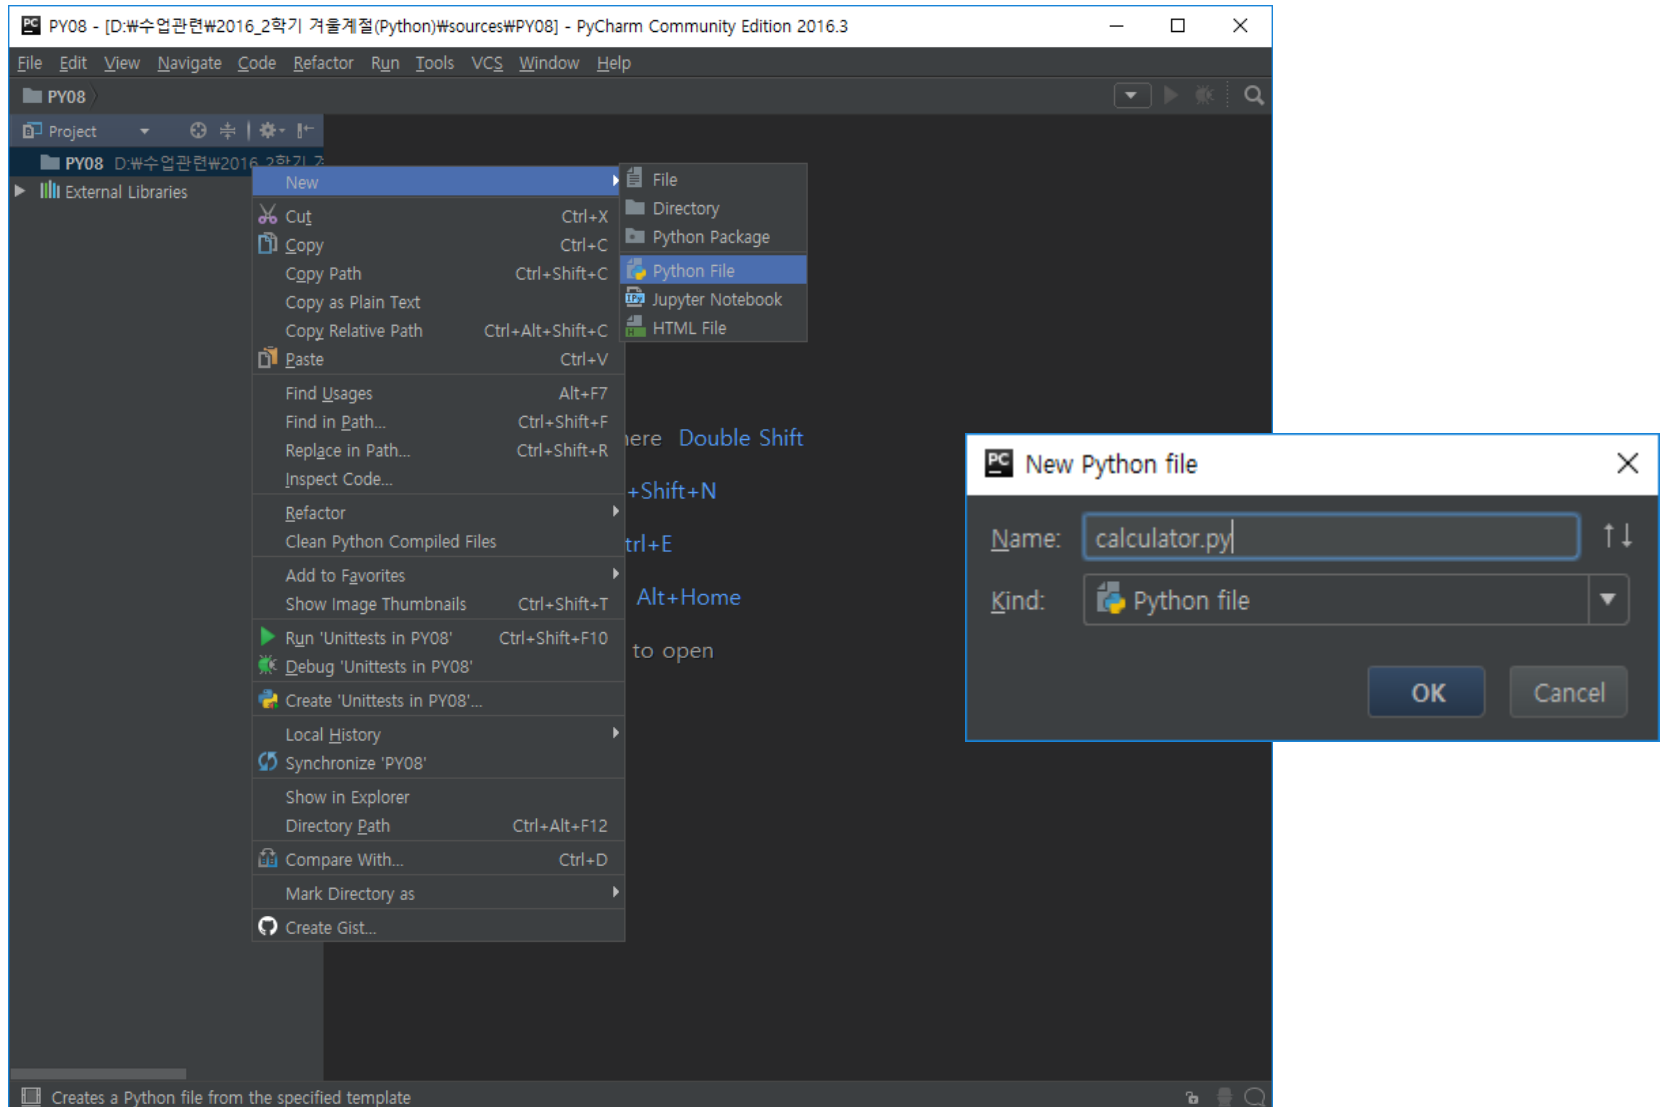 PY08 - [D:₩수업관련₩2016_2학기 겨울계절(Python)₩sources₩PY08] - PyCharm Community Edition 2016.3
File Edit View Navigate Code Refactor Run Tools VCS Window Help
PY08
Project
PY08 D:₩수업관련₩2016_2학기 겨
External Libraries
New
Cut Ctrl+X
Copy Ctrl+C
Copy Path Ctrl+Shift+C
Copy as Plain Text
Copy Relative Path Ctrl+Alt+Shift+C
Paste Ctrl+V
Find Usages Alt+F7
Find in Path... Ctrl+Shift+F
Replace in Path... Ctrl+Shift+R
Inspect Code...
Refactor
Clean Python Compiled Files
Add to Favorites
Show Image Thumbnails Ctrl+Shift+T
Run 'Unittests in PY08' Ctrl+Shift+F10
Debug 'Unittests in PY08'
Create 'Unittests in PY08'...
Local History
Synchronize 'PY08'
Show in Explorer
Directory Path Ctrl+Alt+F12
Compare With... Ctrl+D
Mark Directory as
Create Gist...
File
Directory
Python Package
Python File
Jupyter Notebook
HTML File
here Double Shift
+Shift+N
trl+E
Alt+Home
to open
New Python file
Name: calculator.py
Kind: Python file
OK Cancel
Creates a Python file from the specified template